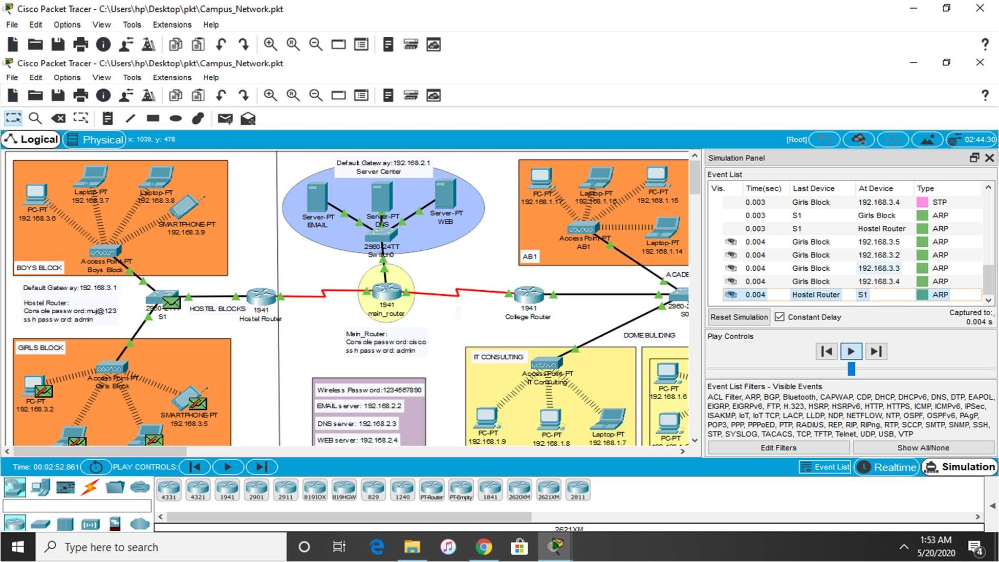 Cisco Packet Tracer - C:\Users\hp\Desktop\pkt\Campus_Network.pkt
File Edit Options View Tools Extensions Help
?
Cisco Packet Tracer - C:\Users\hp\Desktop\pkt\Campus_Network.pkt
File Edit Options View Tools Extensions Help
?
Logical Physical x: 1039, y: 478 [Root] 02:44:30
PC-PT
192.168.3.6
Laptop-PT
192.168.3.7
Laptop-PT
192.168.3.8
SMARTPHONE-PT
192.168.3.9
Access Point-PT
Boys Block
BOYS BLOCK
Default Gateway:192.168.3.1
Hostel Router:
Console password:muj@123
ssh password: admin
S1
HOSTEL BLOCKS
1941
Hostel Router
GIRLS BLOCK
Access Point-PT
Girls Block
PC-PT
192.168.3.2
SMARTPHONE-PT
192.168.3.5
Default Gateway:192.168.2.1
Server Center
Server-PT
EMAIL
Server-PT
DNS
Server-PT
WEB
2960-24TT
Switch0
1941
main_router
Main_Router:
Console password:cisco
ssh password: admin
Wireless Password:1234567890
EMAIL server: 192.168.2.2
DNS server: 192.168.2.3
WEB server: 192.168.2.4
PC-PT
192.168.1.17
Laptop-PT
192.168.1.16
PC-PT
192.168.1.15
Access Point-PT
AB1
Laptop-PT
192.168.1.14
AB1
ACADE
1941
College Router
2960-2
S0
DOME BULIDING
IT CONSULTING
Access Point-PT
IT Consulting
PC-PT
192.168.1.9
PC-PT
192.168.1.8
Laptop-PT
192.168.1.7
PC-PT
192.168.1.6
PC-PT
Simulation Panel
Event List
Vis. Time(sec) Last Device At Device Type
0.003 Girls Block 192.168.3.4 STP
0.003 S1 Girls Block ARP
0.003 S1 Hostel Router ARP
0.004 Girls Block 192.168.3.5 ARP
0.004 Girls Block 192.168.3.2 ARP
0.004 Girls Block 192.168.3.3 ARP
0.004 Girls Block 192.168.3.4 ARP
0.004 Hostel Router S1 ARP
Reset Simulation Constant Delay Captured to:
0.004 s
Play Controls
Event List Filters - Visible Events
ACL Filter, ARP, BGP, Bluetooth, CAPWAP, CDP, DHCP, DHCPv6, DNS, DTP, EAPOL,
EIGRP, EIGRPv6, FTP, H.323, HSRP, HSRPv6, HTTP, HTTPS, ICMP, ICMPv6, IPSec,
ISAKMP, IoT, IoT TCP, LACP, LLDP, NDP, NETFLOW, NTP, OSPF, OSPFv6, PAgP,
POP3, PPP, PPPoED, PTP, RADIUS, REP, RIP, RIPng, RTP, SCCP, SMTP, SNMP, SSH,
STP, SYSLOG, TACACS, TCP, TFTP, Telnet, UDP, USB, VTP
Edit Filters Show All/None
Time: 00:02:52.861 PLAY CONTROLS: Event List Realtime Simulation
4331 4321 1941 2901 2911 819IOX 819HGW 829 1240 PT-Router PT-Empty 1841 2620XM 2621XM 2811
2621XM
Type here to search
1:53 AM
5/20/2020
4